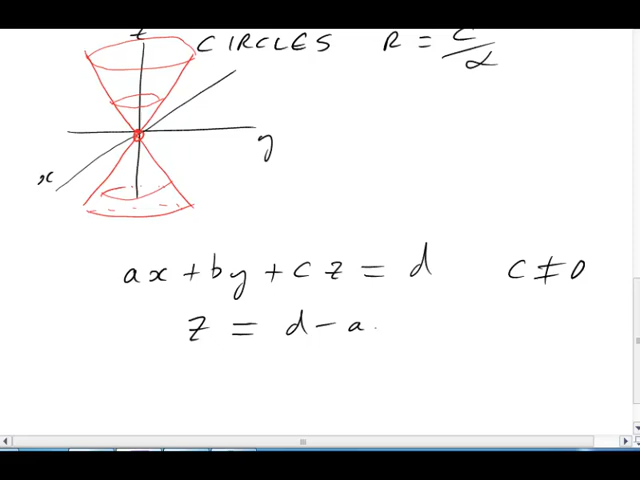 z CIRCLES R = C/α
y
x
ax + by + cz = d c ≠ 0
z = d - a